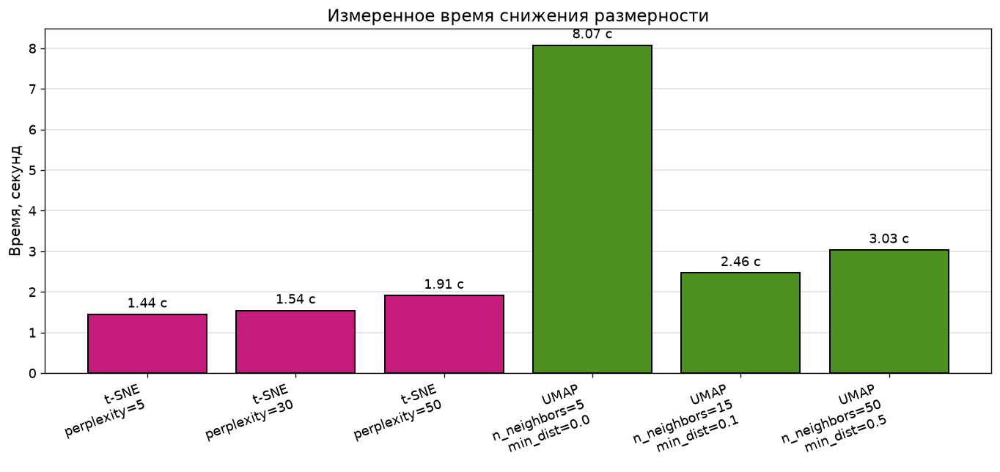 Измеренное время снижения размерности
Время, секунд
8
7
6
5
4
3
2
1
0
1.44 с
1.54 с
1.91 с
8.07 с
2.46 с
3.03 с
t-SNE
perplexity=5
t-SNE
perplexity=30
t-SNE
perplexity=50
UMAP
n_neighbors=5
min_dist=0.0
UMAP
n_neighbors=15
min_dist=0.1
UMAP
n_neighbors=50
min_dist=0.5